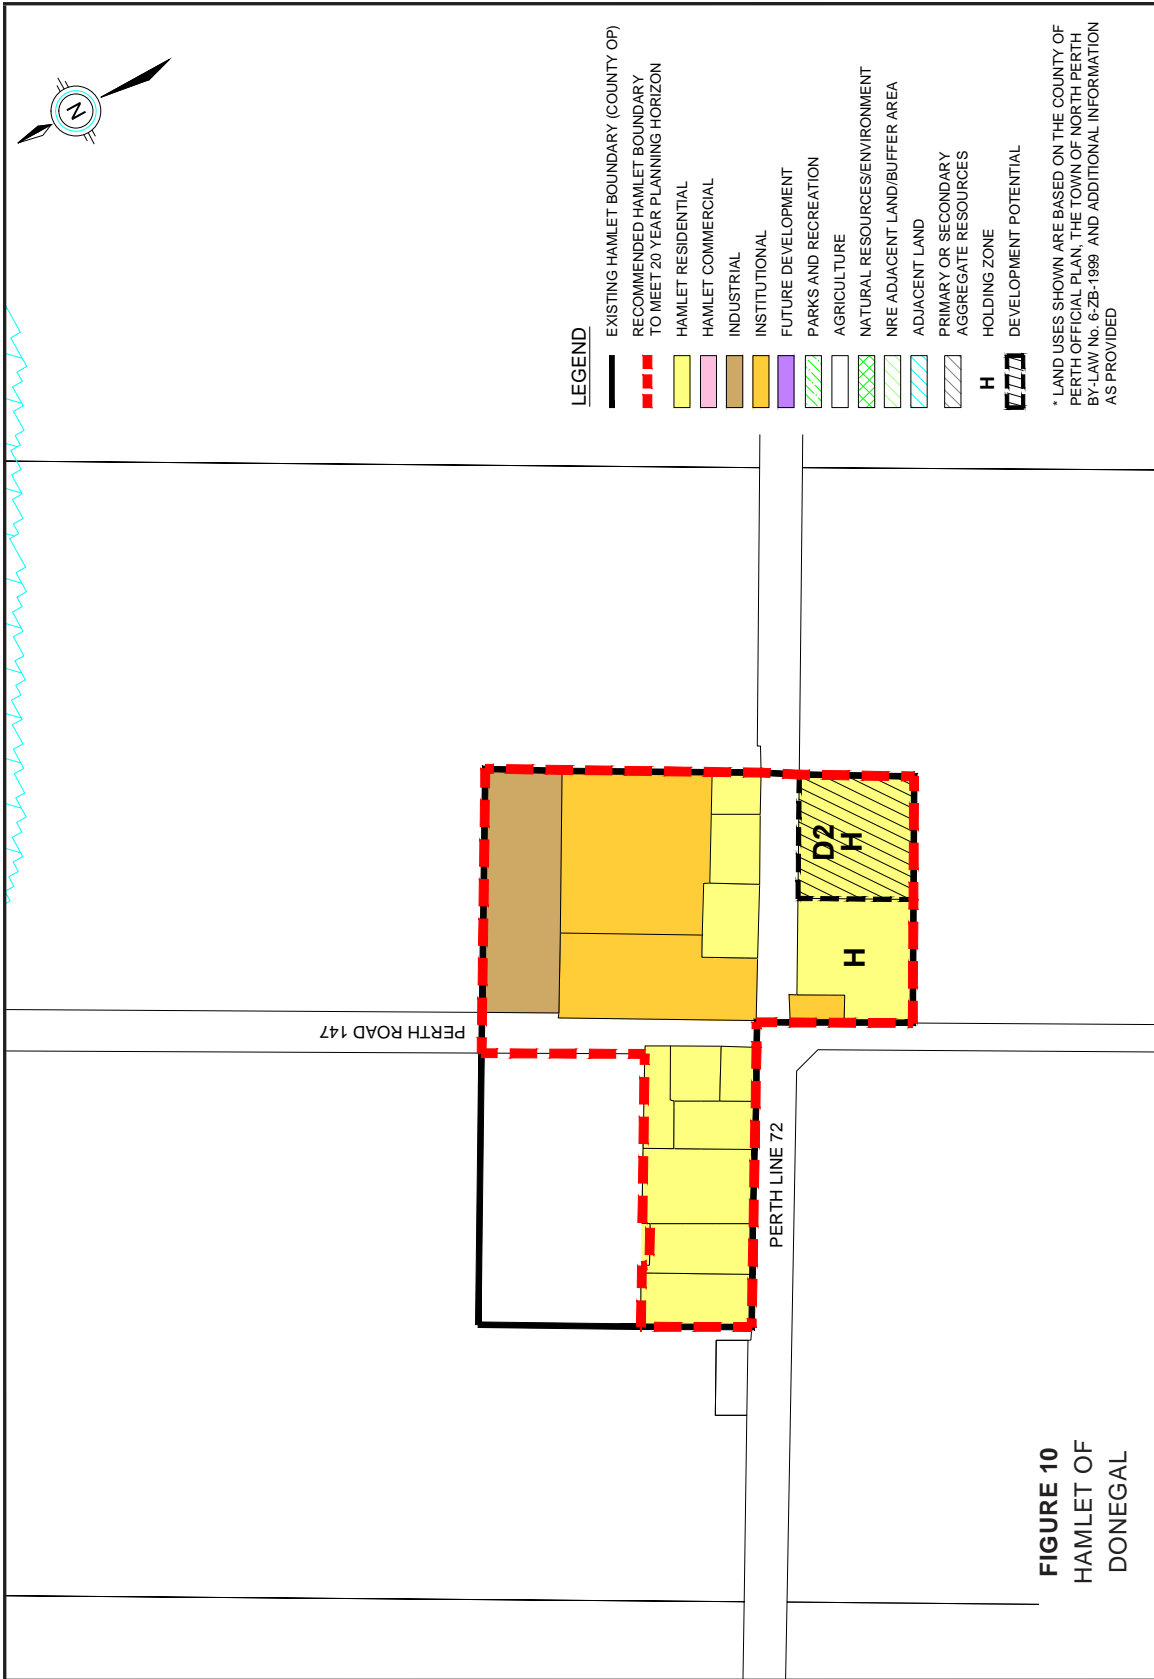 N
LEGEND
EXISTING HAMLET BOUNDARY (COUNTY OP)
RECOMMENDED HAMLET BOUNDARY
TO MEET 20 YEAR PLANNING HORIZON
HAMLET RESIDENTIAL
HAMLET COMMERCIAL
INDUSTRIAL
INSTITUTIONAL
FUTURE DEVELOPMENT
PARKS AND RECREATION
AGRICULTURE
NATURAL RESOURCES/ENVIRONMENT
NRE ADJACENT LAND/BUFFER AREA
ADJACENT LAND
PRIMARY OR SECONDARY
AGGREGATE RESOURCES
H HOLDING ZONE
DEVELOPMENT POTENTIAL
* LAND USES SHOWN ARE BASED ON THE COUNTY OF
PERTH OFFICIAL PLAN, THE TOWN OF NORTH PERTH
BY-LAW No. 6-ZB-1999 AND ADDITIONAL INFORMATION
AS PROVIDED
PERTH ROAD 147
D2
H
H
PERTH LINE 72
FIGURE 10
HAMLET OF
DONEGAL